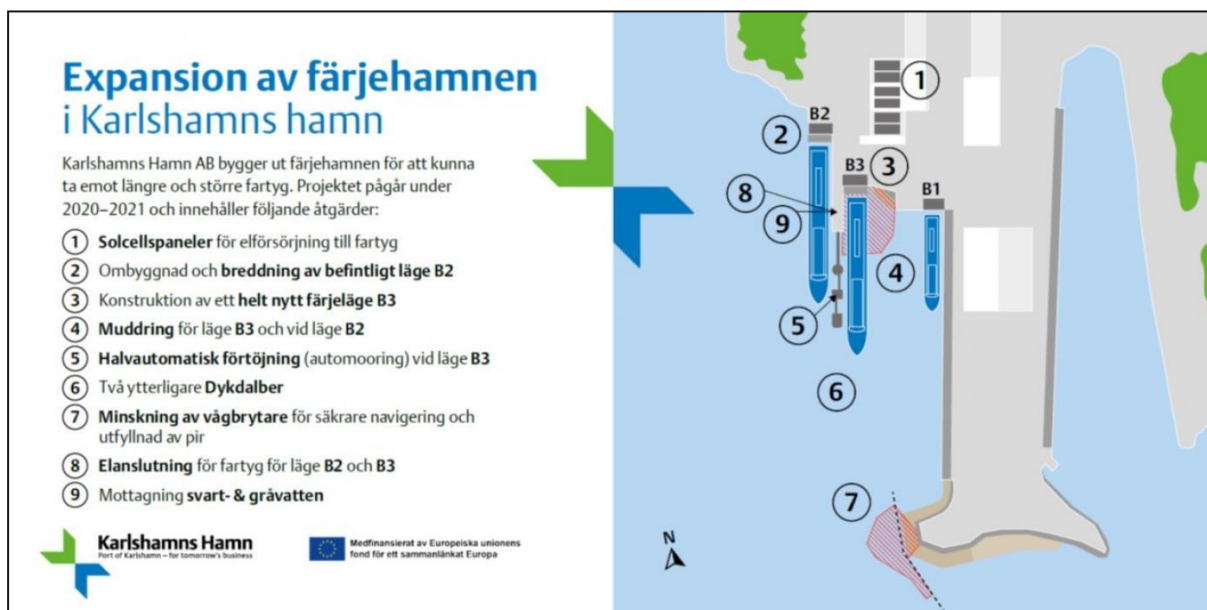 Expansion av färjehamnen
i Karlshamns hamn
Karlshamns Hamn AB bygger ut färjehamnen för att kunna
ta emot längre och större fartyg. Projektet pågår under
2020–2021 och innehåller följande åtgärder:
1 Solcellspaneler för elförsörjning till fartyg
2 Ombyggnad och breddning av befintligt läge B2
3 Konstruktion av ett helt nytt färjeläge B3
4 Muddring för läge B3 och vid läge B2
5 Halvautomatisk förtöjning (automooring) vid läge B3
6 Två ytterligare Dykdalber
7 Minskning av vågbrytare för säkrare navigering och
utfyllnad av pir
8 Elanslutning för fartyg för läge B2 och B3
9 Mottagning svart- & gråvatten
Karlshamns Hamn
Port of Karlshamn – for tomorrow's business
Medfinansierat av Europeiska unionens
fond för ett sammanlänkat Europa
1
B2
2
B3
3
B1
8
9
4
5
6
7
N